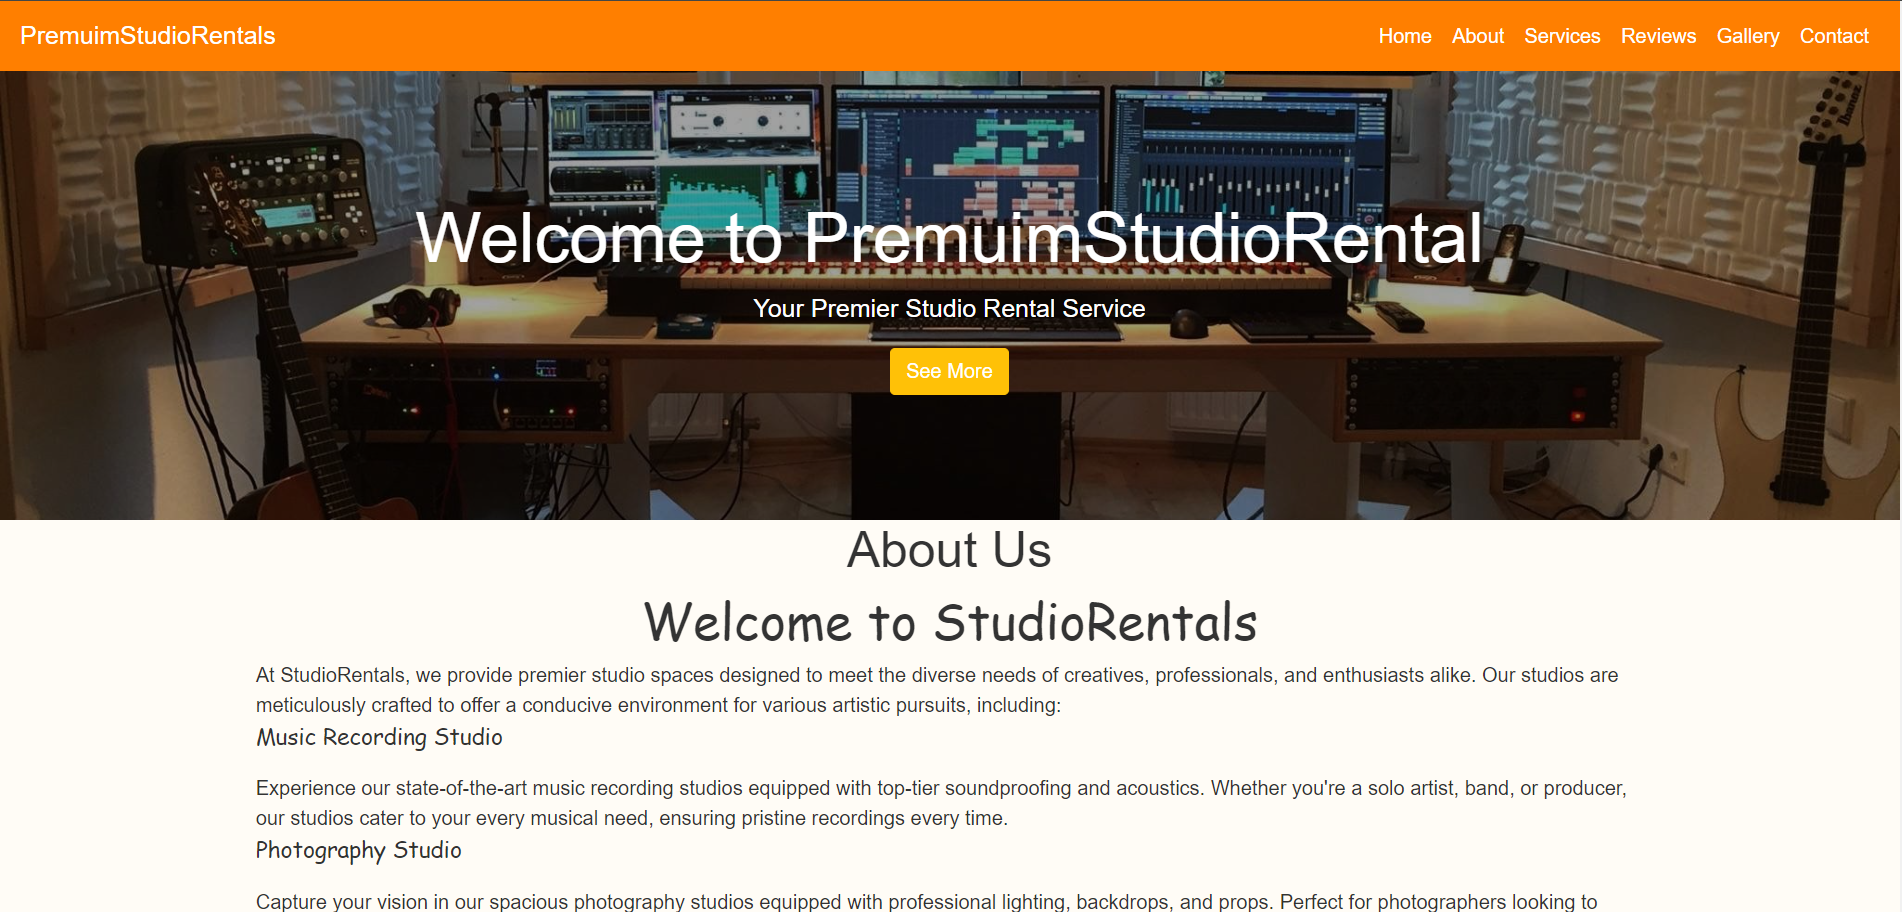 PremuimStudioRentals
Home About Services Reviews Gallery Contact
Ibanez
Welcome to PremuimStudioRental
Your Premier Studio Rental Service
See More
About Us
Welcome to StudioRentals
At StudioRentals, we provide premier studio spaces designed to meet the diverse needs of creatives, professionals, and enthusiasts alike. Our studios are
meticulously crafted to offer a conducive environment for various artistic pursuits, including:
Music Recording Studio
Experience our state-of-the-art music recording studios equipped with top-tier soundproofing and acoustics. Whether you're a solo artist, band, or producer,
our studios cater to your every musical need, ensuring pristine recordings every time.
Photography Studio
Capture your vision in our spacious photography studios equipped with professional lighting, backdrops, and props. Perfect for photographers looking to